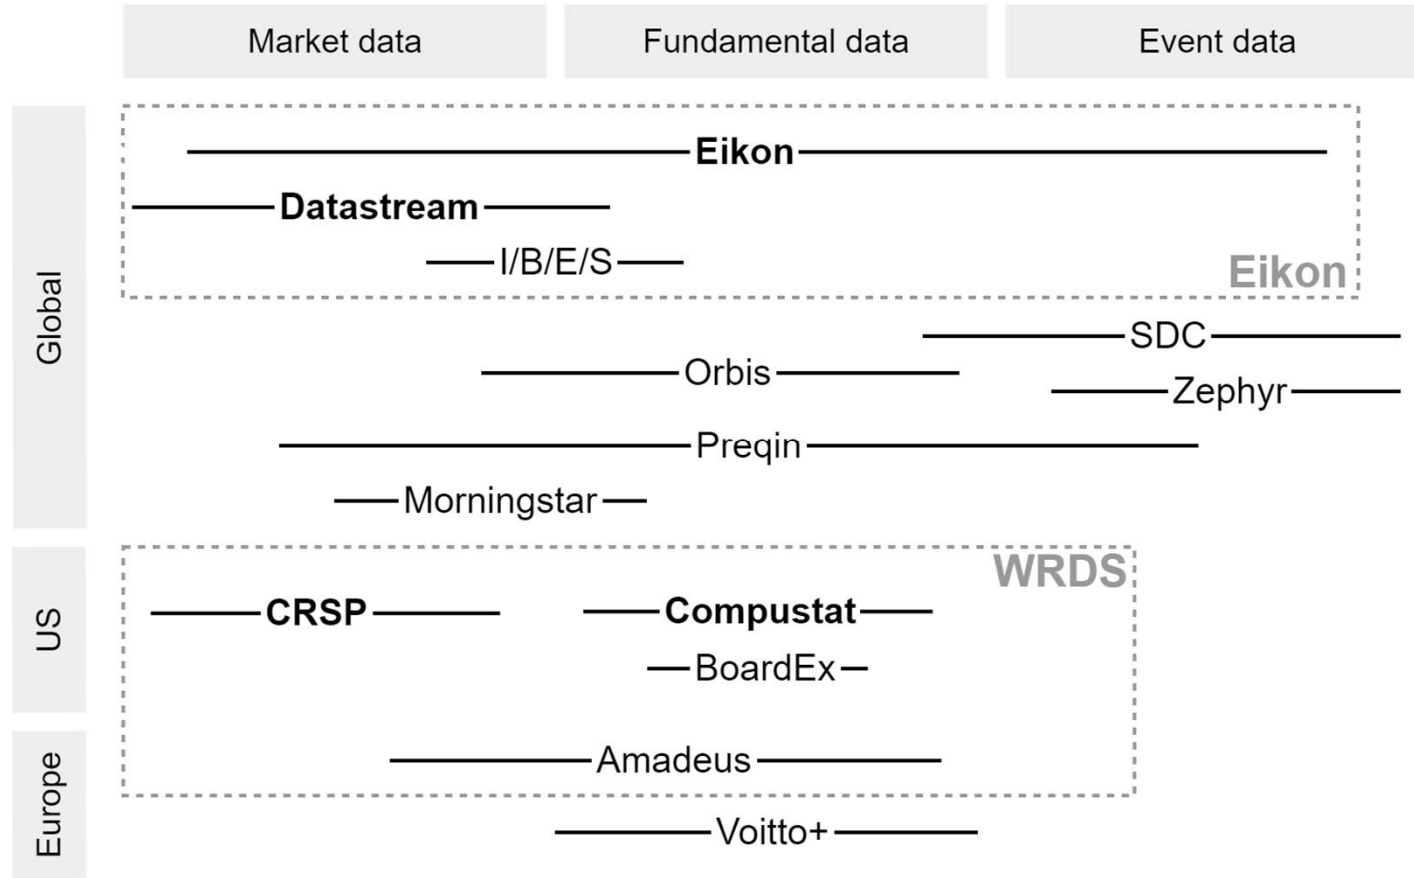 Market data
Fundamental data
Event data
Global
Eikon
Datastream
I/B/E/S
Eikon
SDC
Orbis
Zephyr
Preqin
Morningstar
US
WRDS
CRSP
Compustat
BoardEx
Europe
Amadeus
Voitto+